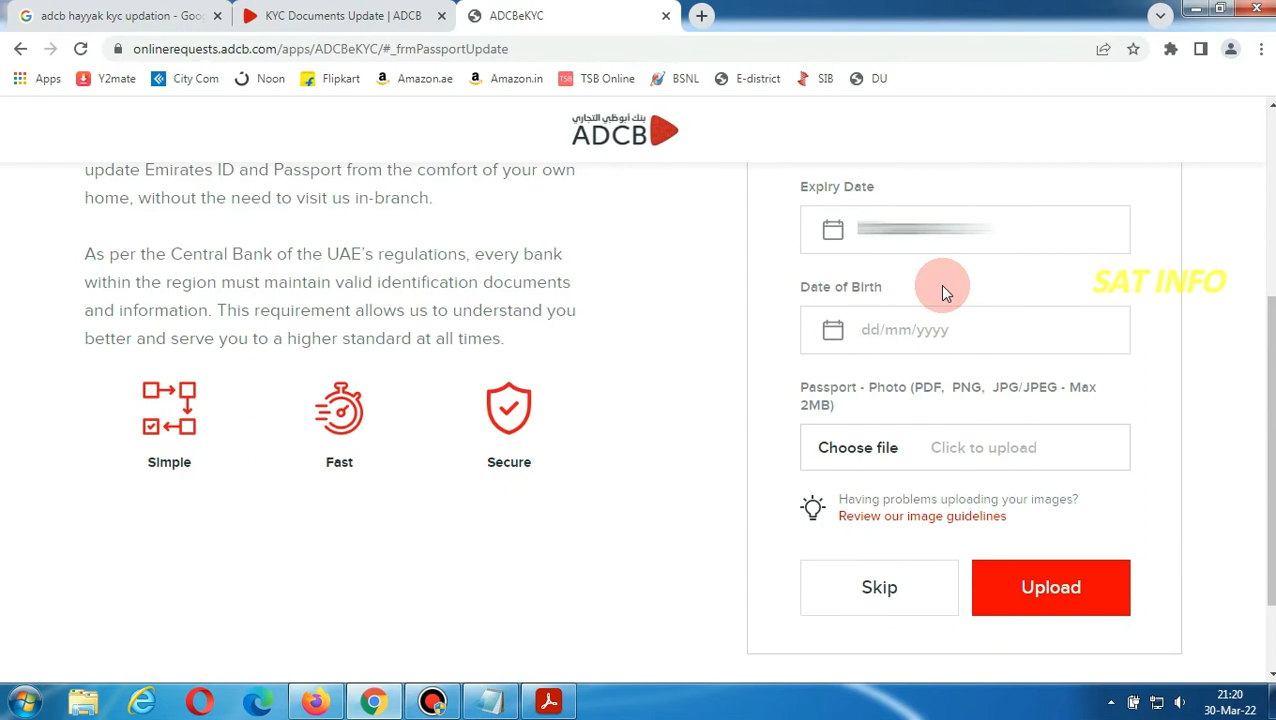 adcb hayyak kyc updation - Goo
KYC Documents Update | ADCB
ADCBeKYC
onlinerequests.adcb.com/apps/ADCBeKYC/#_frmPassportUpdate
Apps
Y2mate
City Com
Noon
Flipkart
Amazon.ae
Amazon.in
TSB
TSB Online
BSNL
E-district
SIB
DU
بنك أبوظبي التجاري
ADCB
update Emirates ID and Passport from the comfort of your own
home, without the need to visit us in-branch.
As per the Central Bank of the UAE's regulations, every bank
within the region must maintain valid identification documents
and information. This requirement allows us to understand you
better and serve you to a higher standard at all times.
Simple
Fast
Secure
Expiry Date
Date of Birth
dd/mm/yyyy
Passport - Photo (PDF, PNG, JPG/JPEG - Max
2MB)
Choose file
Click to upload
Having problems uploading your images?
Review our image guidelines
Skip
Upload
SAT INFO
21:20
30-Mar-22